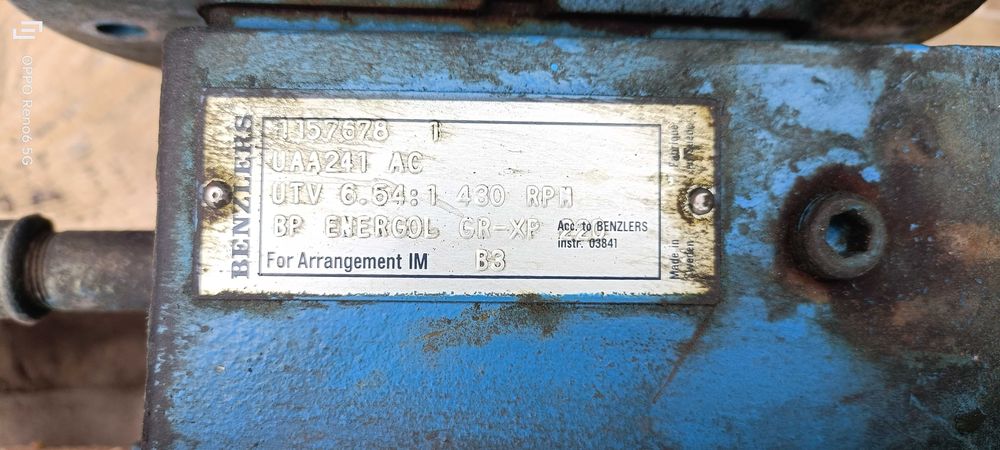 OPPO Reno6 5G
BENZLERS
1157678 1
UAA241 AC
UTV 6.54:1 430 RPM
BP ENERGOL GR-XP 220
Acc. to BENZLERS
instr. 03841
For Arrangement IM B3
Made in
Sweden